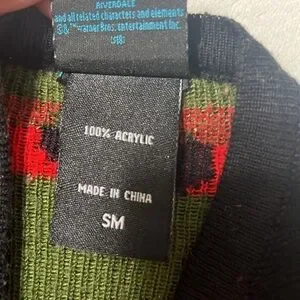 RIVERDALE
and all related characters and elements
Warner Bros. Entertainment Inc.
100% ACRYLIC
MADE IN CHINA
SM